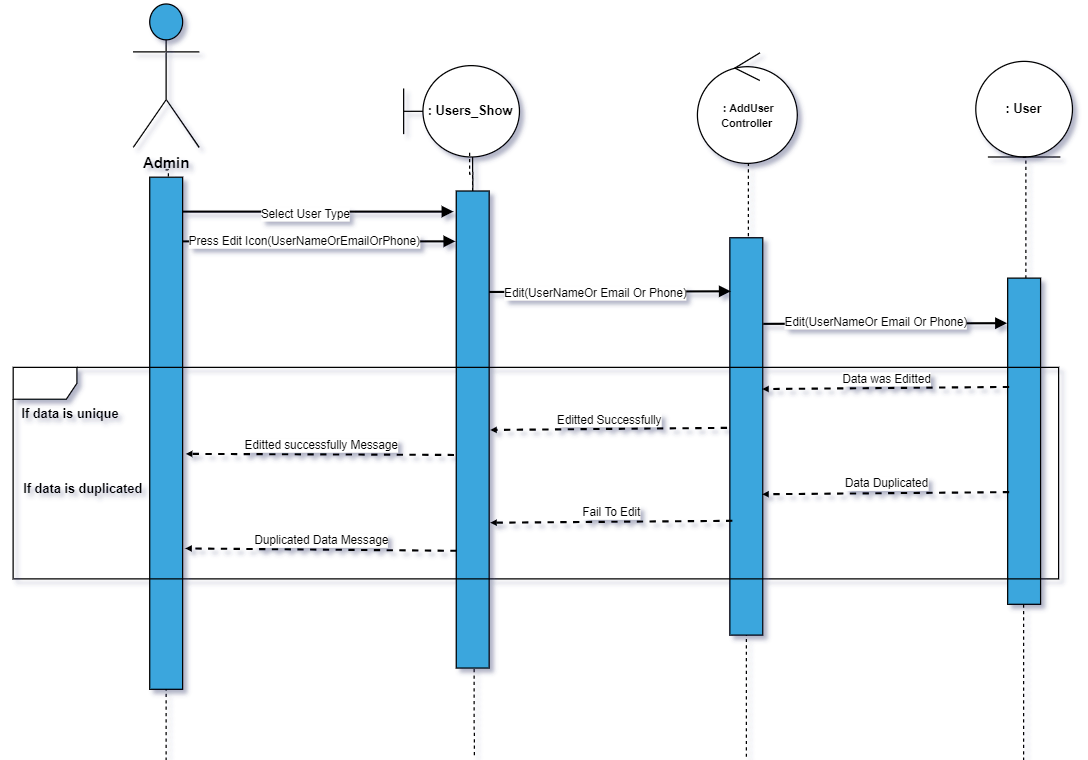 Admin
: Users_Show
: AddUser
Controller
: User
Select User Type
Press Edit Icon(UserNameOrEmailOrPhone)
Edit(UserNameOr Email Or Phone)
Edit(UserNameOr Email Or Phone)
Data was Editted
If data is unique
Editted Successfully
Editted successfully Message
If data is duplicated
Data Duplicated
Fail To Edit
Duplicated Data Message